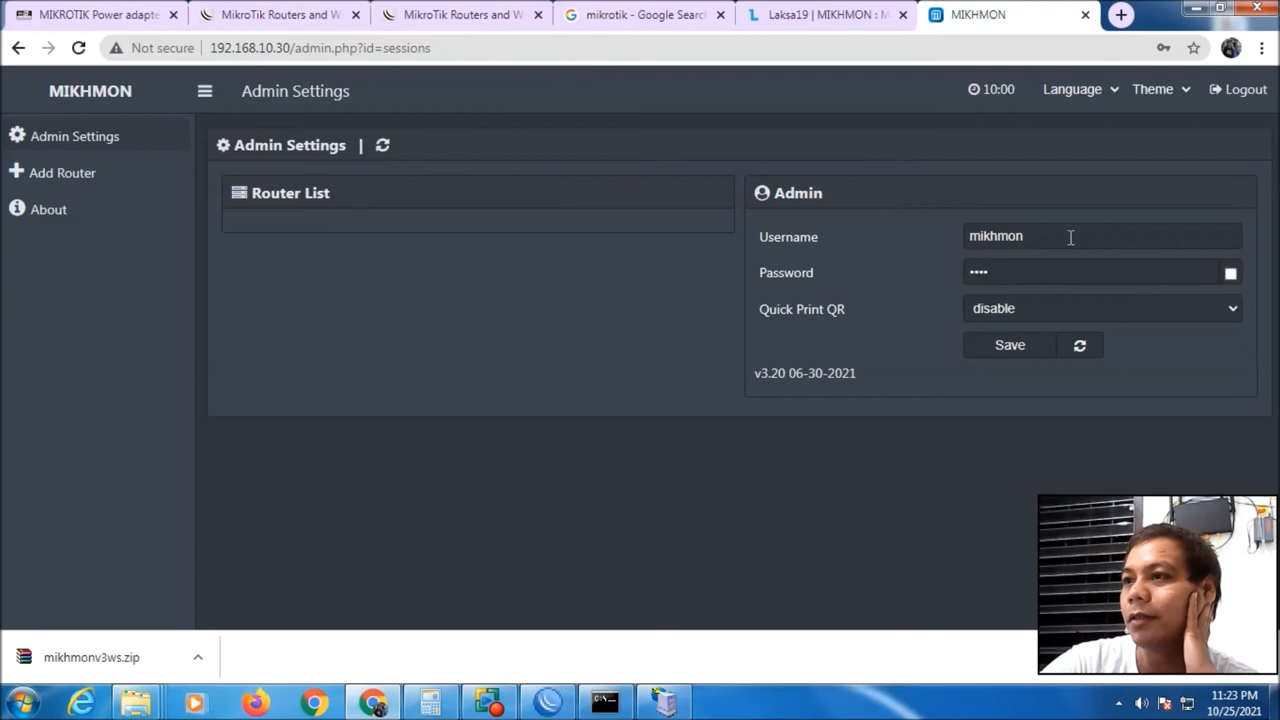 MIKROTIK Power adapte
MikroTik Routers and W
MikroTik Routers and W
mikrotik - Google Searc
Laksa19 | MIKHMON : M
MIKHMON
Not secure
192.168.10.30/admin.php?id=sessions
MIKHMON
Admin Settings
10:00
Language
Theme
Logout
Admin Settings
Add Router
About
Admin Settings |
Router List
Admin
Username
mikhmon
Password
••••
Quick Print QR
disable
Save
v3.20 06-30-2021
mikhmonv3ws.zip
11:23 PM
10/25/2021